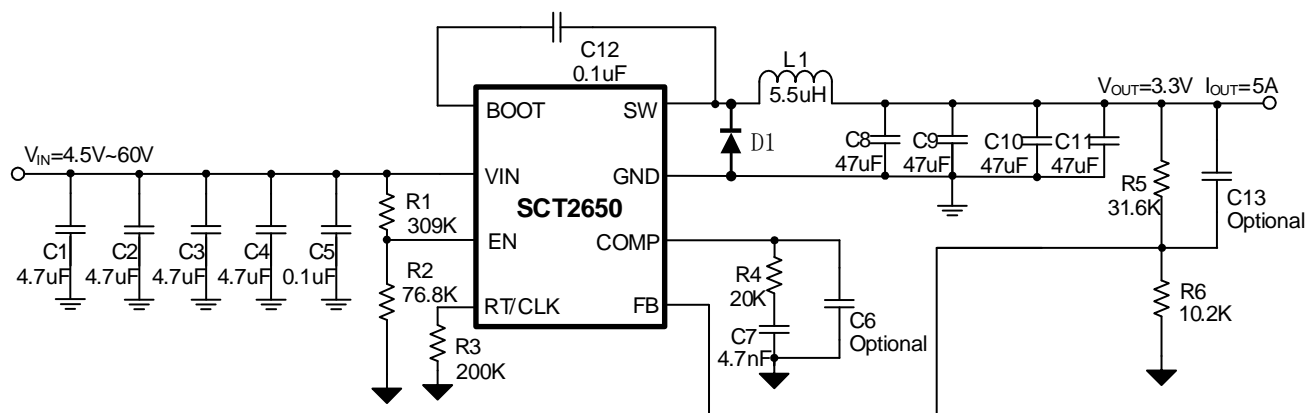 C12
0.1uF
L1
5.5uH
BOOT
SW
VOUT=3.3V IOUT=5A
D1
C8
47uF
C9
47uF
C10
47uF
C11
47uF
VIN=4.5V~60V
VIN
GND
R1
309K
SCT2650
R5
31.6K
C13
Optional
EN
COMP
C1
4.7uF
C2
4.7uF
C3
4.7uF
C4
4.7uF
C5
0.1uF
R2
76.8K
R4
20K
RT/CLK
FB
R6
10.2K
C6
Optional
C7
4.7nF
R3
200K